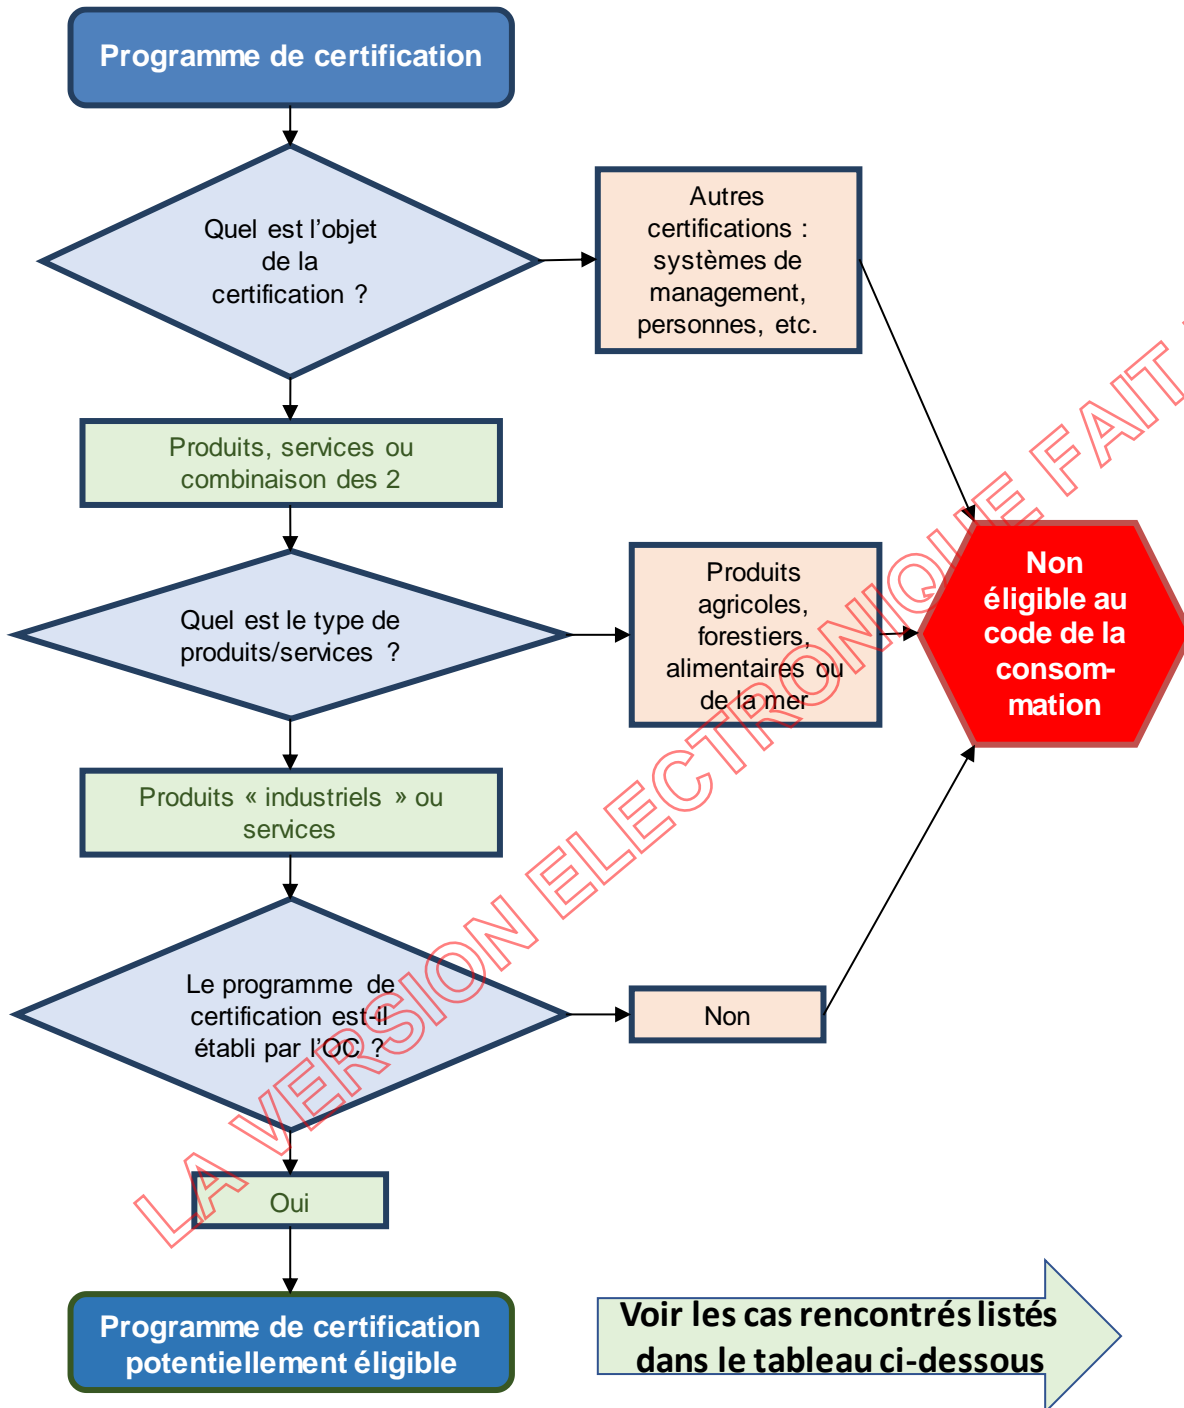 Programme de certification
Quel est l’objet
de la
certification ?
Autres
certifications :
systèmes de
management,
personnes, etc.
Produits, services ou
combinaison des 2
Quel est le type de
produits/services ?
Produits
agricoles,
forestiers,
alimentaires ou
de la mer
Non
éligible au
code de la
consom-
mation
Produits « industriels » ou
services
Le programme de
certification est-il
établi par l’OC ?
Non
Oui
Programme de certification
potentiellement éligible
Voir les cas rencontrés listés
dans le tableau ci-dessous
LA VERSION ELECTRONIQUE FAIT